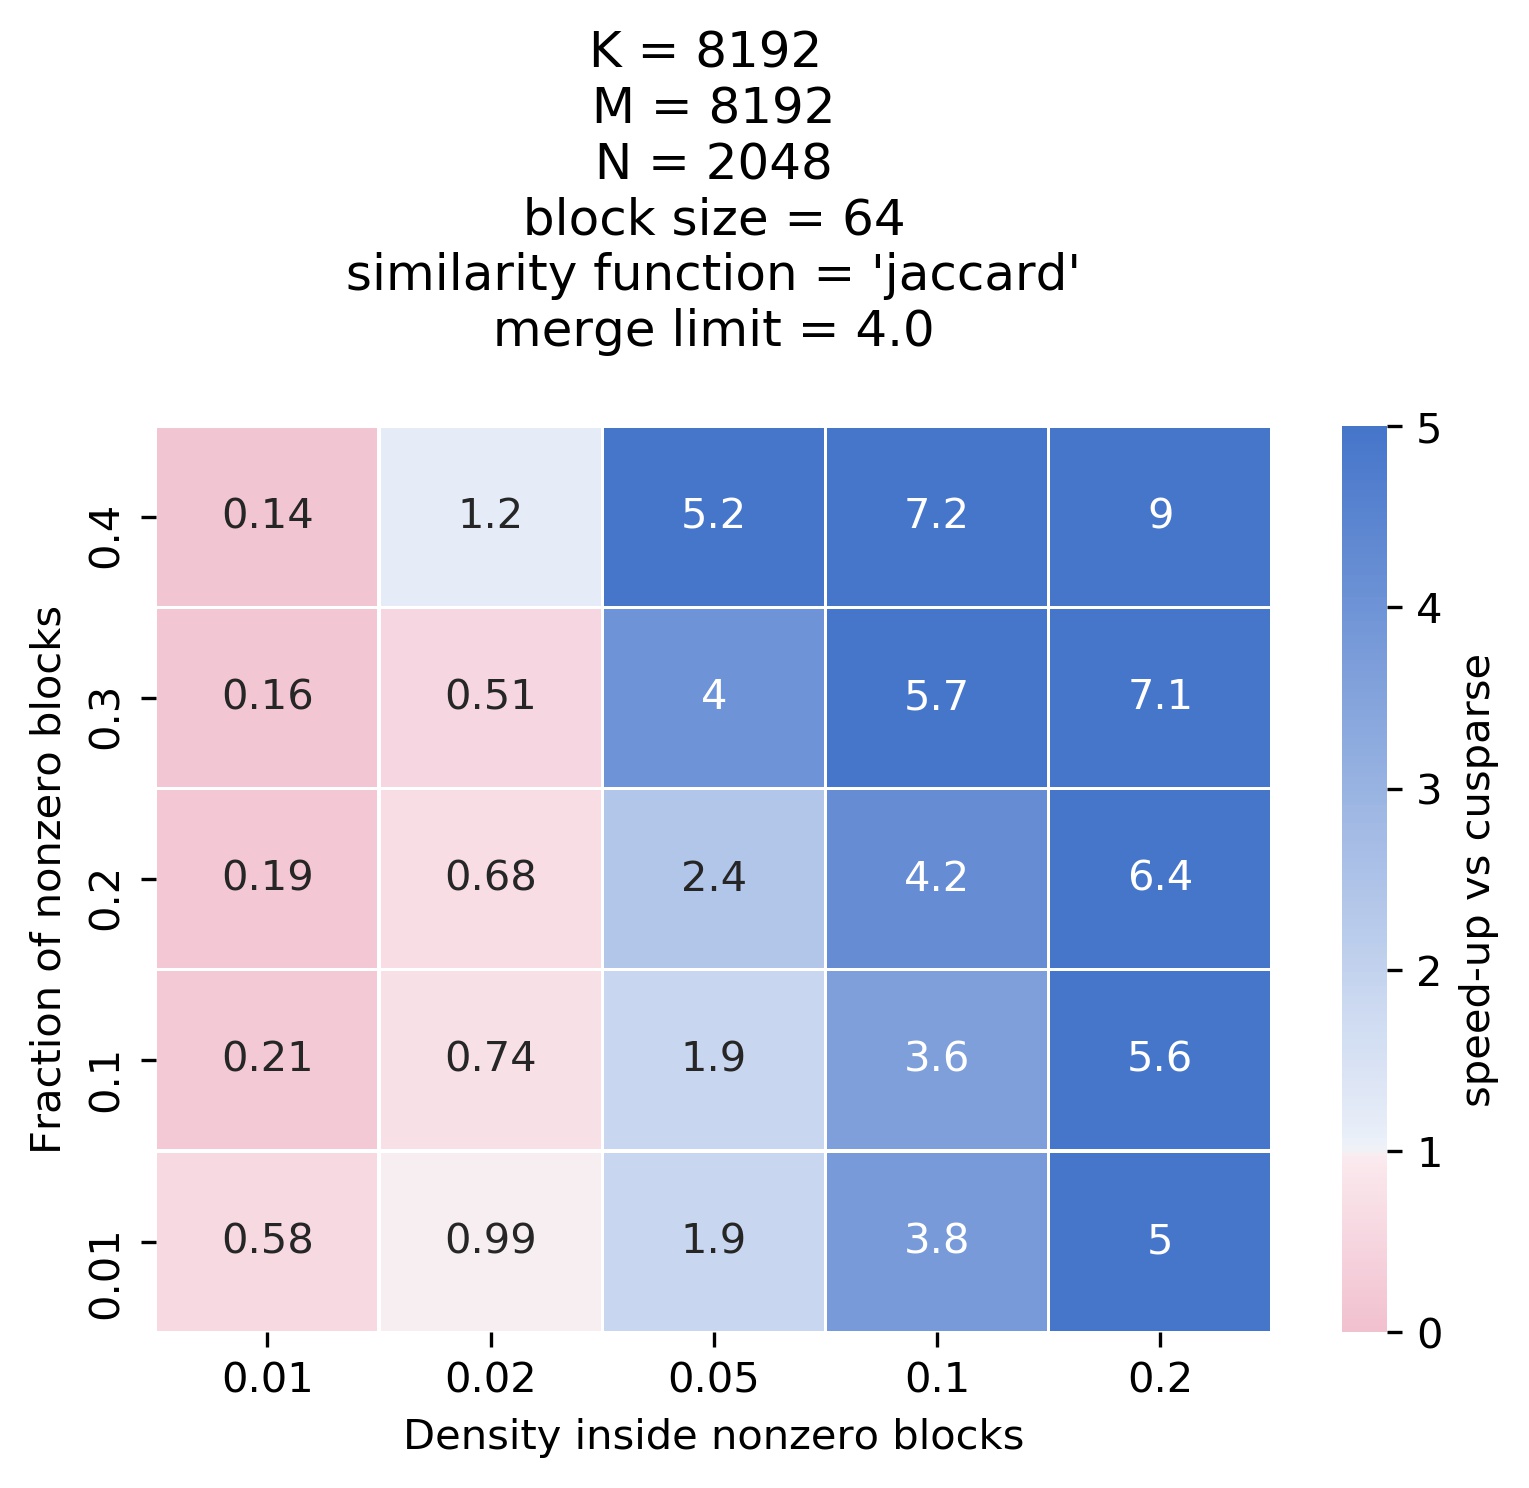 K = 8192
M = 8192
N = 2048
block size = 64
similarity function = 'jaccard'
merge limit = 4.0
Fraction of nonzero blocks
0.4
0.14 1.2 5.2 7.2 9
0.3
0.16 0.51 4 5.7 7.1
0.2
0.19 0.68 2.4 4.2 6.4
0.1
0.21 0.74 1.9 3.6 5.6
0.01
0.58 0.99 1.9 3.8 5
0.01 0.02 0.05 0.1 0.2
Density inside nonzero blocks
5
4
3
2
1
0
speed-up vs cusparse